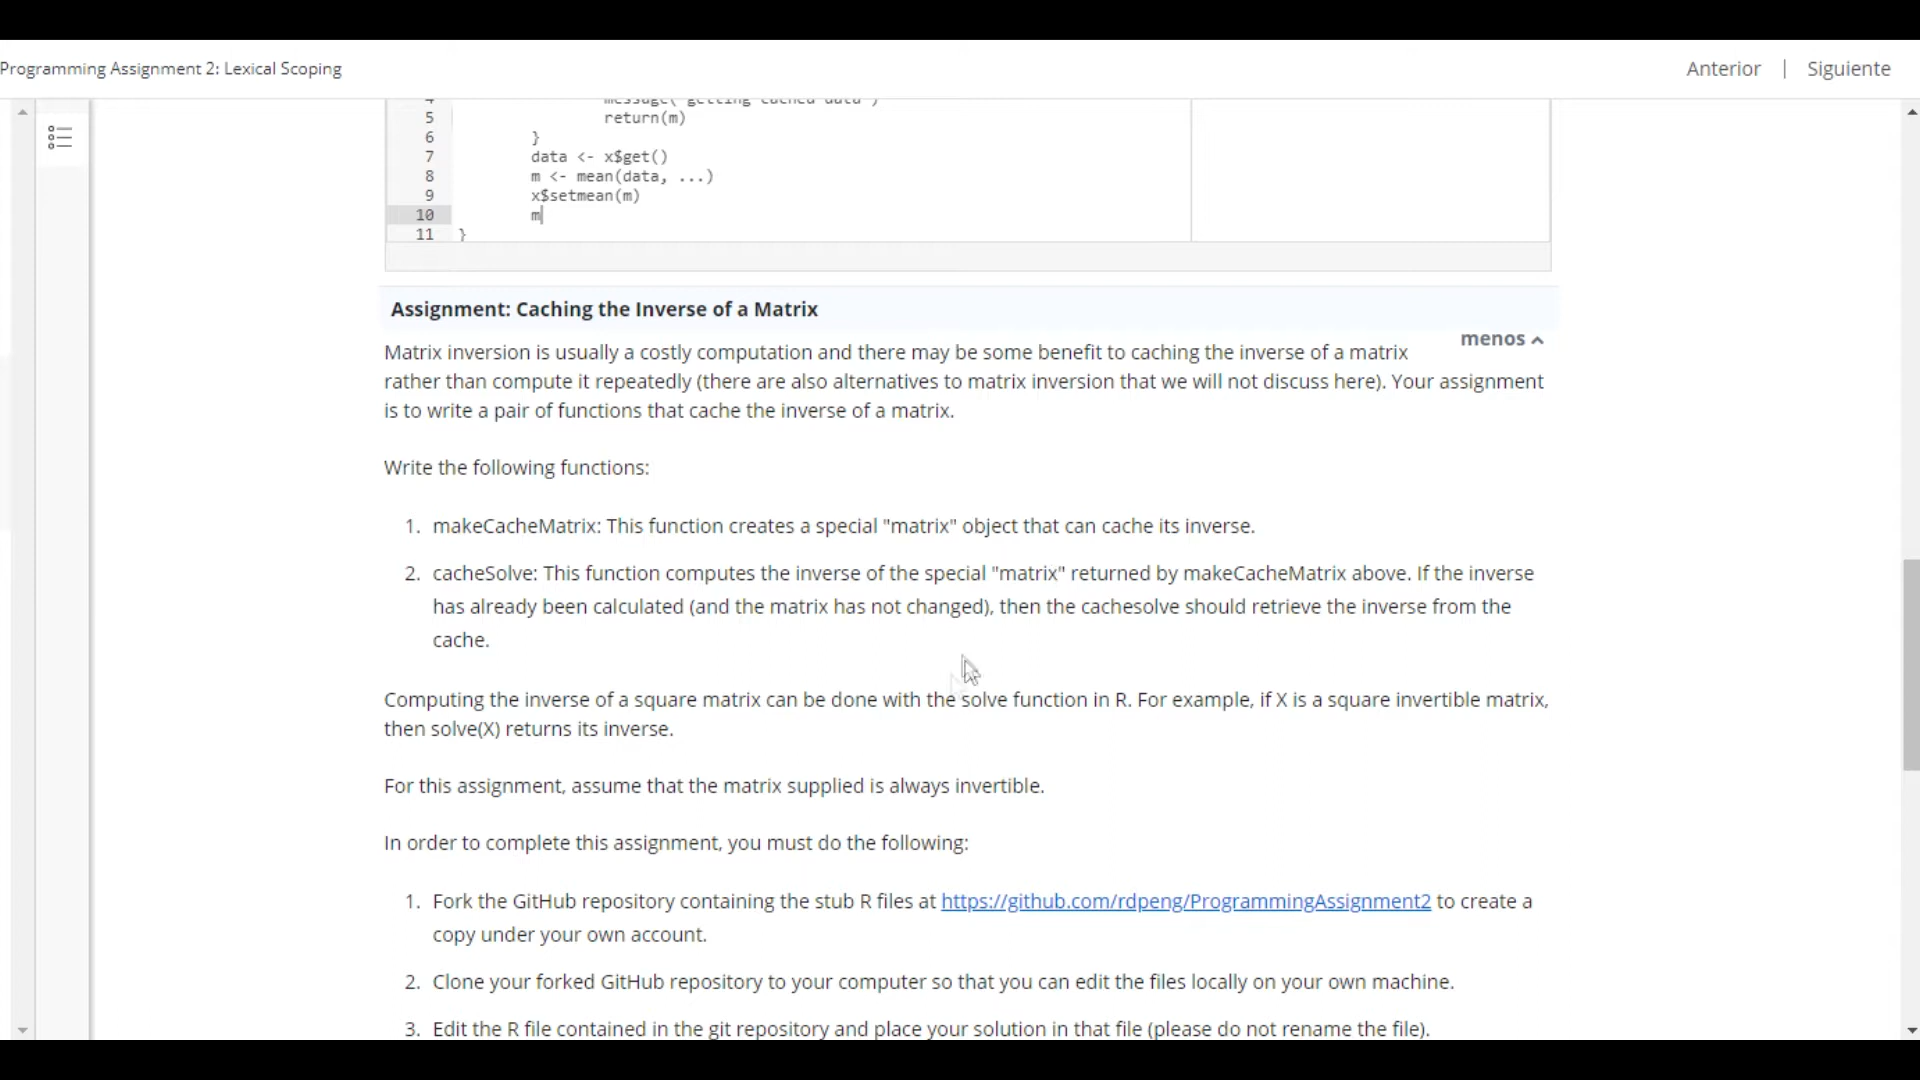 Programming Assignment 2: Lexical Scoping
Anterior | Siguiente
4 message("getting cached data")
5 return(m)
6 }
7 data <- x$get()
8 m <- mean(data, ...)
9 x$setmean(m)
10 m
11 }
Assignment: Caching the Inverse of a Matrix
menos
Matrix inversion is usually a costly computation and there may be some benefit to caching the inverse of a matrix
rather than compute it repeatedly (there are also alternatives to matrix inversion that we will not discuss here). Your assignment
is to write a pair of functions that cache the inverse of a matrix.
Write the following functions:
1. makeCacheMatrix: This function creates a special "matrix" object that can cache its inverse.
2. cacheSolve: This function computes the inverse of the special "matrix" returned by makeCacheMatrix above. If the inverse
has already been calculated (and the matrix has not changed), then the cachesolve should retrieve the inverse from the
cache.
Computing the inverse of a square matrix can be done with the solve function in R. For example, if X is a square invertible matrix,
then solve(X) returns its inverse.
For this assignment, assume that the matrix supplied is always invertible.
In order to complete this assignment, you must do the following:
1. Fork the GitHub repository containing the stub R files at https://github.com/rdpeng/ProgrammingAssignment2 to create a
copy under your own account.
2. Clone your forked GitHub repository to your computer so that you can edit the files locally on your own machine.
3. Edit the R file contained in the git repository and place your solution in that file (please do not rename the file).